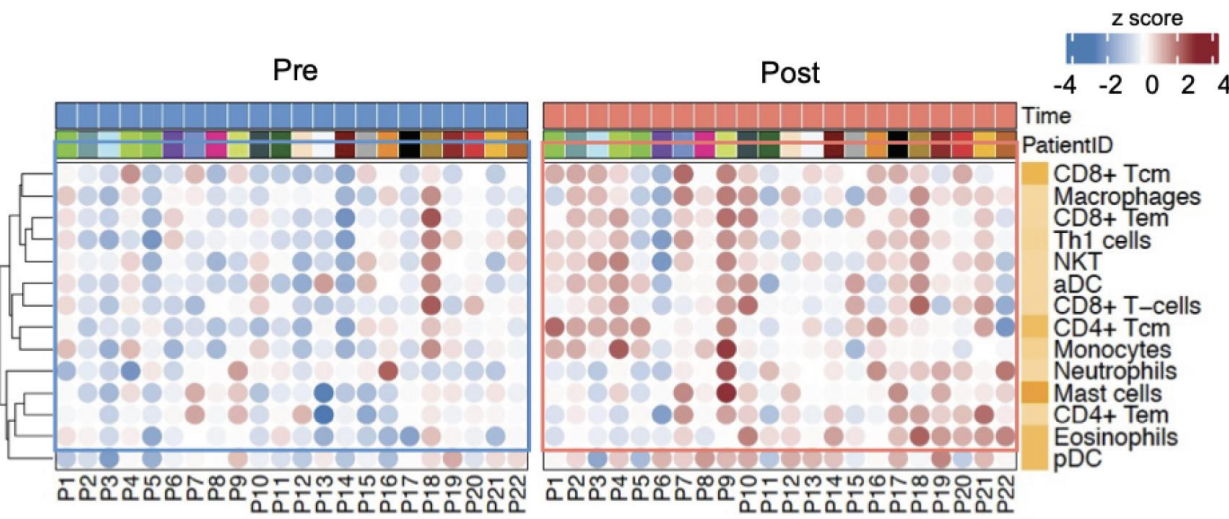 z score
-4 -2 0 2 4
Pre Post
Time
PatientID
CD8+ Tcm
Macrophages
CD8+ Tem
Th1 cells
NKT
aDC
CD8+ T−cells
CD4+ Tcm
Monocytes
Neutrophils
Mast cells
CD4+ Tem
Eosinophils
pDC
P1 P2 P3 P4 P5 P6 P7 P8 P9 P10 P11 P12 P13 P14 P15 P16 P17 P18 P19 P20 P21 P22 P1 P2 P3 P4 P5 P6 P7 P8 P9 P10 P11 P12 P13 P14 P15 P16 P17 P18 P19 P20 P21 P22